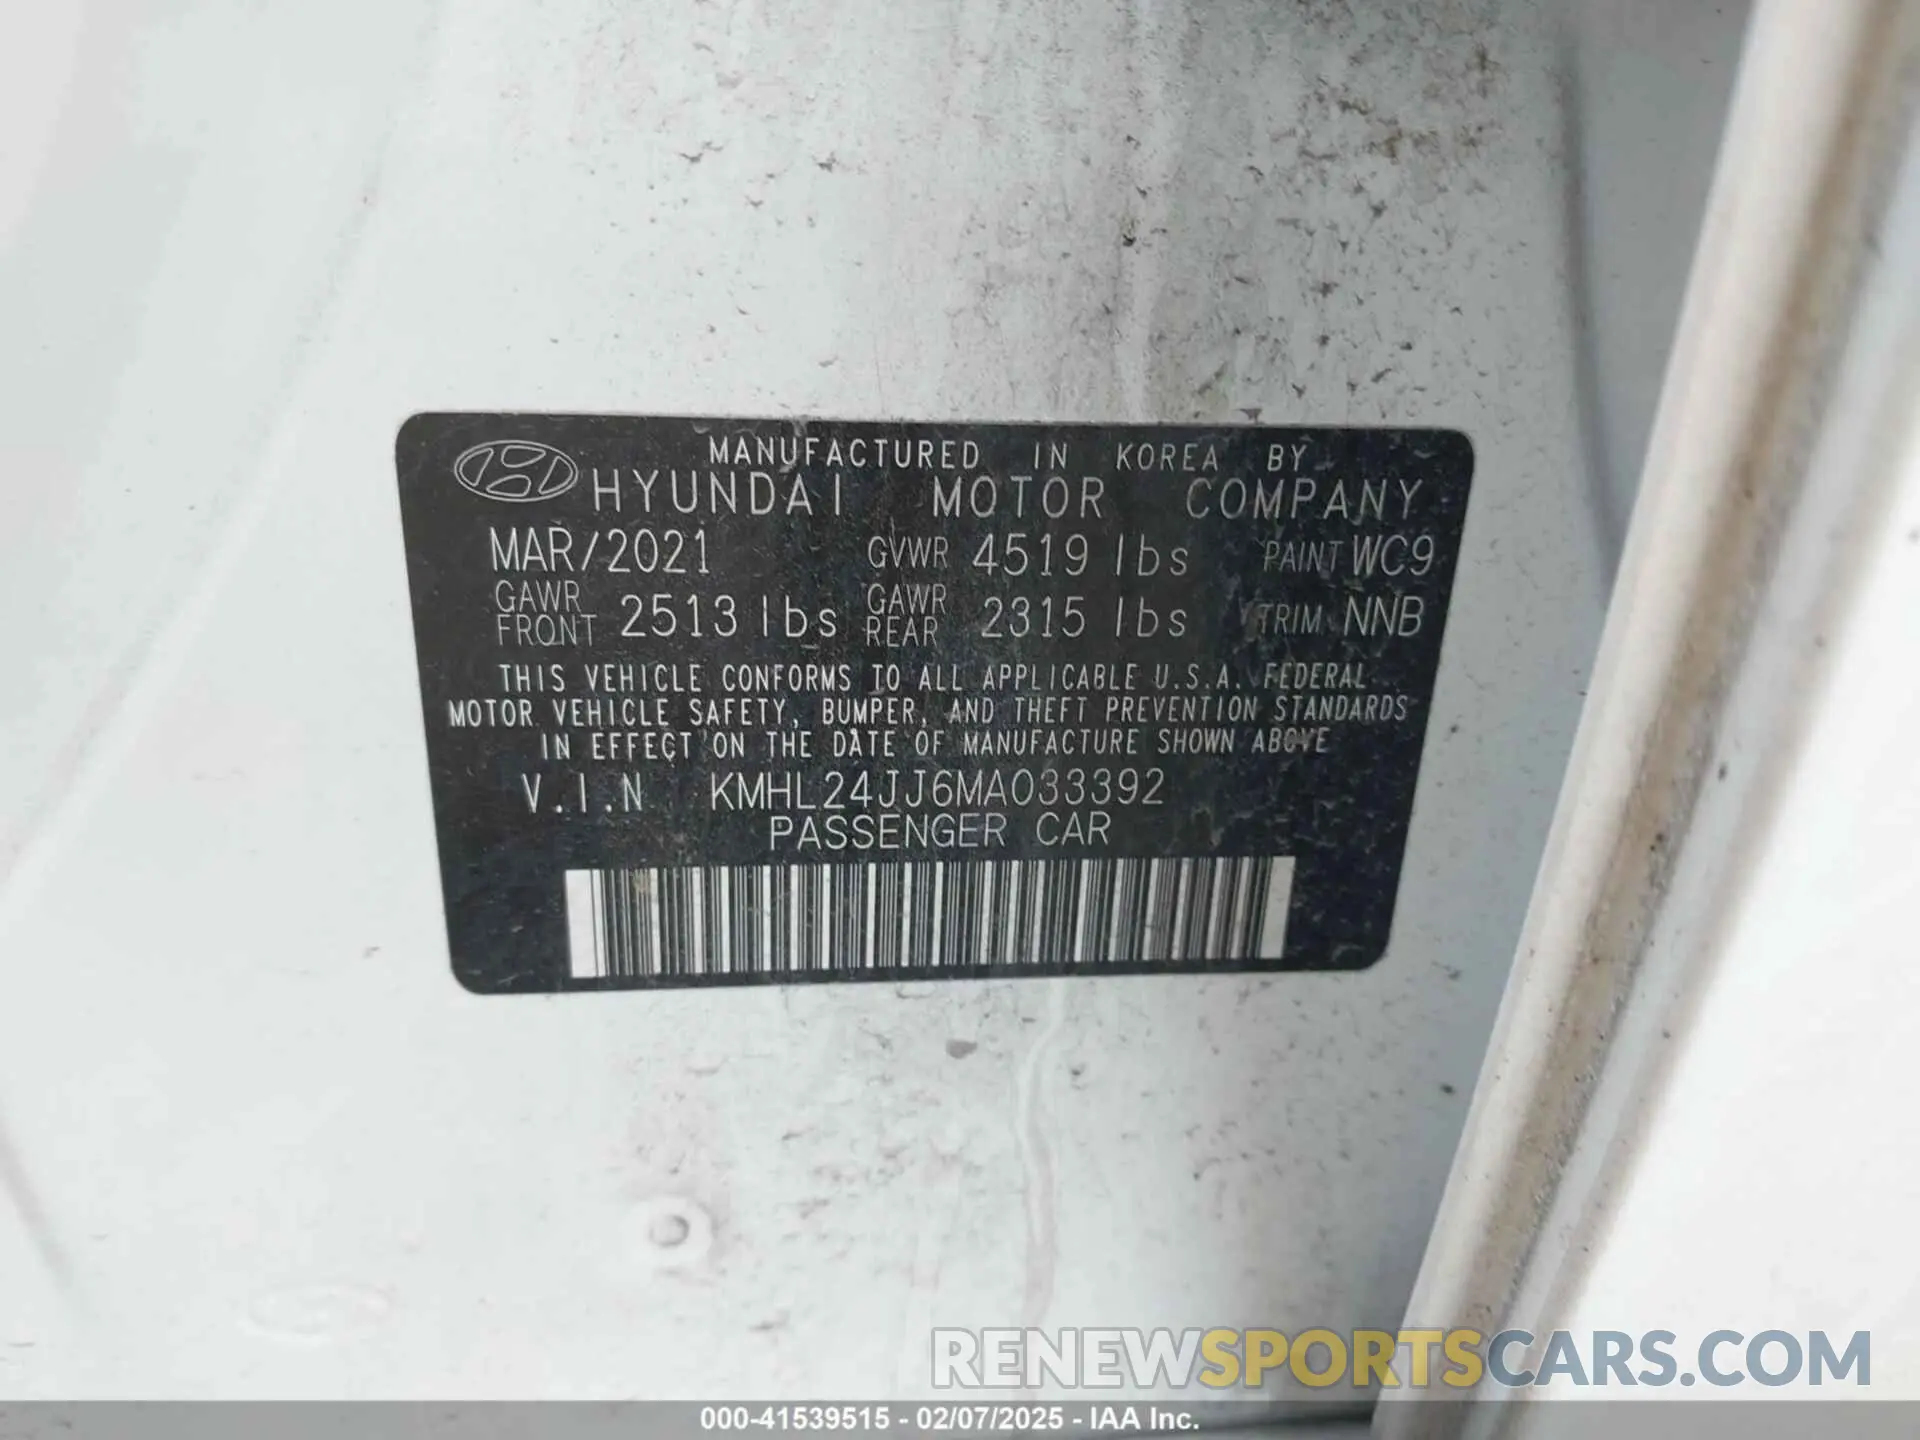 MANUFACTURED IN KOREA BY
HYUNDAI MOTOR COMPANY
MAR/2021 GVWR 4519 lbs PAINT WC9
GAWR FRONT 2513 lbs GAWR REAR 2315 lbs TRIM NNB
THIS VEHICLE CONFORMS TO ALL APPLICABLE U.S.A. FEDERAL
MOTOR VEHICLE SAFETY, BUMPER, AND THEFT PREVENTION STANDARDS
IN EFFECT ON THE DATE OF MANUFACTURE SHOWN ABOVE
V.I.N KMHL24JJ6MA033392
PASSENGER CAR
RENEWSPORTSCARS.COM
000-41539515 - 02/07/2025 - IAA Inc.